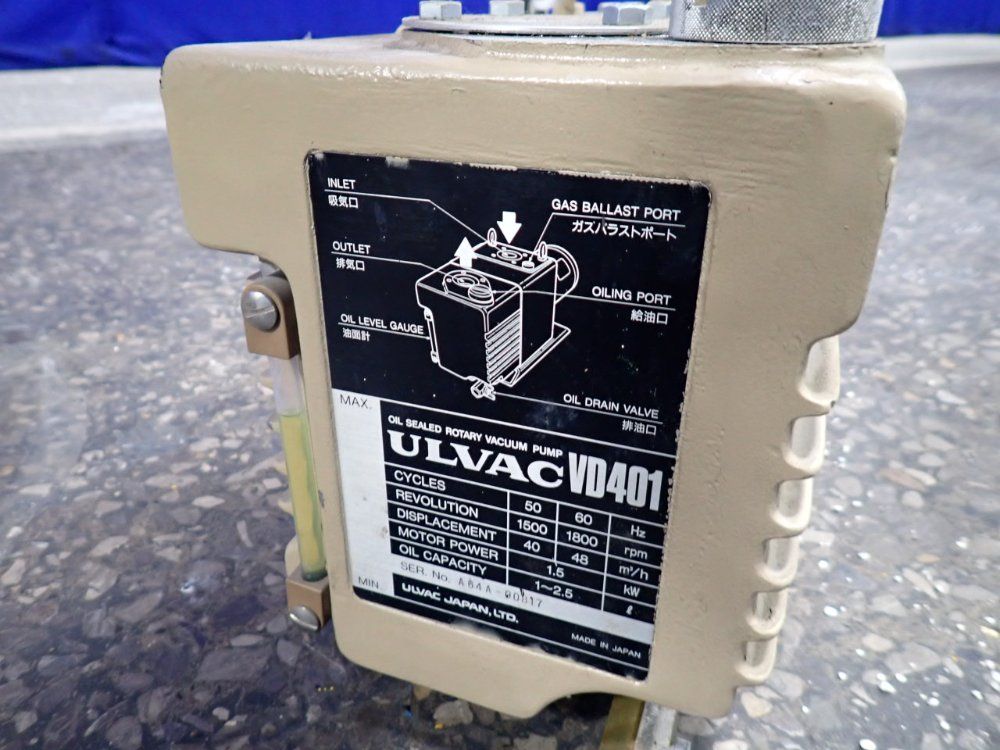 INLET
吸気口
GAS BALLAST PORT
ガスバラストポート
OUTLET
排気口
OILING PORT
給油口
OIL LEVEL GAUGE
油面計
OIL DRAIN VALVE
排油口
MAX.
OIL SEALED ROTARY VACUUM PUMP
ULVAC VD401
CYCLES 50 60 Hz
REVOLUTION 1500 1800 rpm
DISPLACEMENT 40 48 m³/h
MOTOR POWER 1.5 kW
OIL CAPACITY 1~2.5 ℓ
SER. No. A64A-00817
MIN.
ULVAC JAPAN, LTD.
MADE IN JAPAN